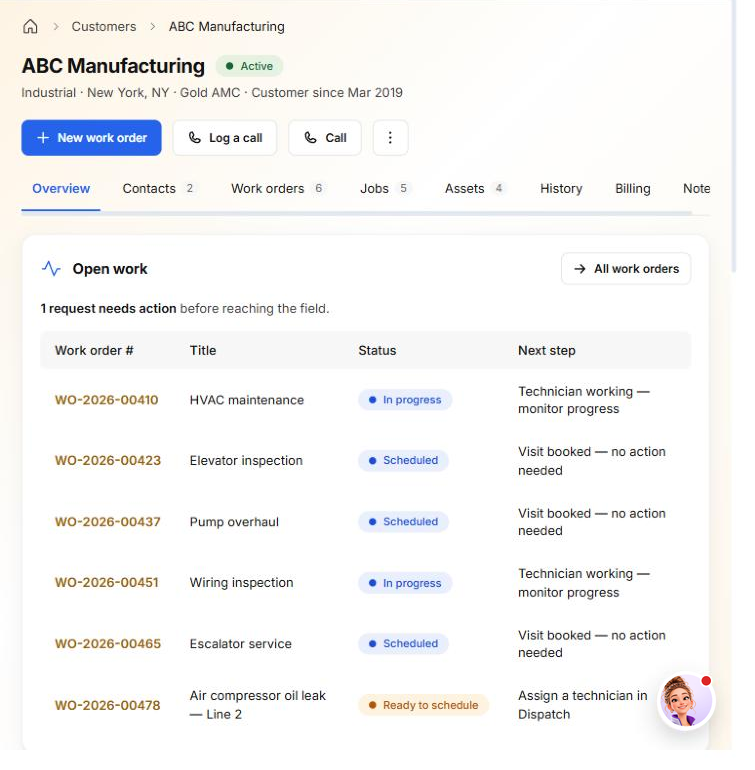 Customers > ABC Manufacturing
ABC Manufacturing Active
Industrial · New York, NY · Gold AMC · Customer since Mar 2019
+ New work order Log a call Call
Overview Contacts 2 Work orders 6 Jobs 5 Assets 4 History Billing Note
Open work → All work orders
1 request needs action before reaching the field.
Work order # Title Status Next step
WO-2026-00410 HVAC maintenance In progress Technician working —
monitor progress
WO-2026-00423 Elevator inspection Scheduled Visit booked — no action
needed
WO-2026-00437 Pump overhaul Scheduled Visit booked — no action
needed
WO-2026-00451 Wiring inspection In progress Technician working —
monitor progress
WO-2026-00465 Escalator service Scheduled Visit booked — no action
needed
WO-2026-00478 Air compressor oil leak Ready to schedule Assign a technician in
— Line 2 Dispatch